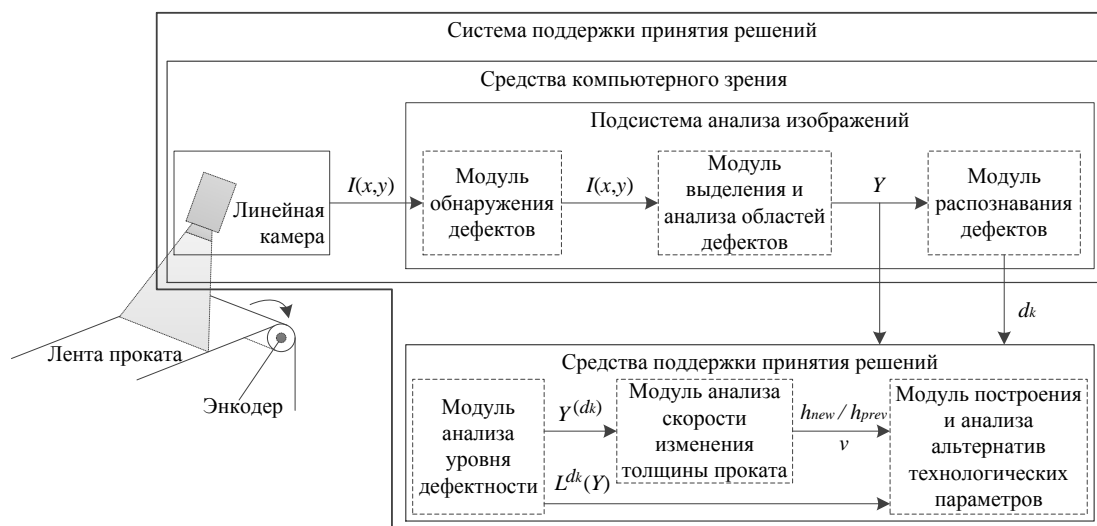 Система поддержки принятия решений
Средства компьютерного зрения
Подсистема анализа изображений
Линейная
камера
I(x,y)
Модуль
обнаружения
дефектов
I(x,y)
Модуль
выделения и
анализа областей
дефектов
Y
Модуль
распознавания
дефектов
dk
Лента проката
Энкодер
Средства поддержки принятия решений
Модуль
анализа
уровня
дефектности
Y(dk)
Ldk(Y)
Модуль анализа
скорости
изменения
толщины проката
hnew / hprev
v
Модуль построения
и анализа
альтернатив
технологических
параметров